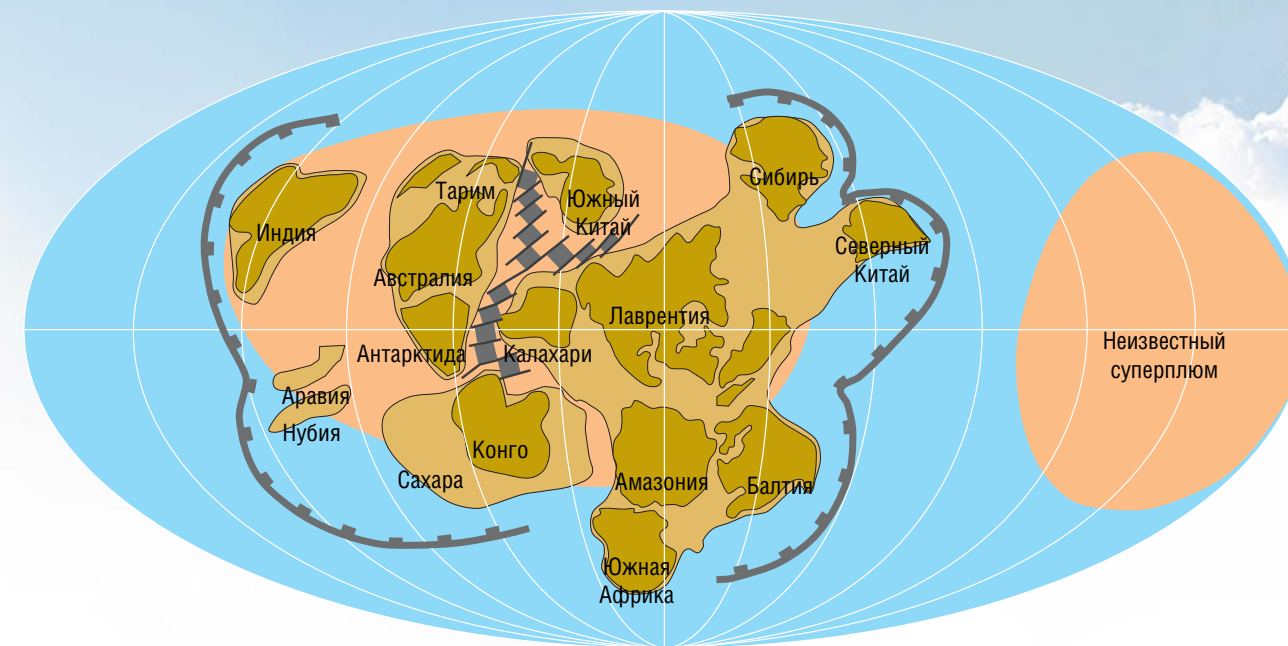 Сибирь
Тарим
Южный
Китай
Индия
Северный
Китай
Австралия
Лаврентия
Антарктида
Калахари
Неизвестный
суперплюм
Аравия
Нубия
Конго
Сахара
Амазония
Балтия
Южная
Африка